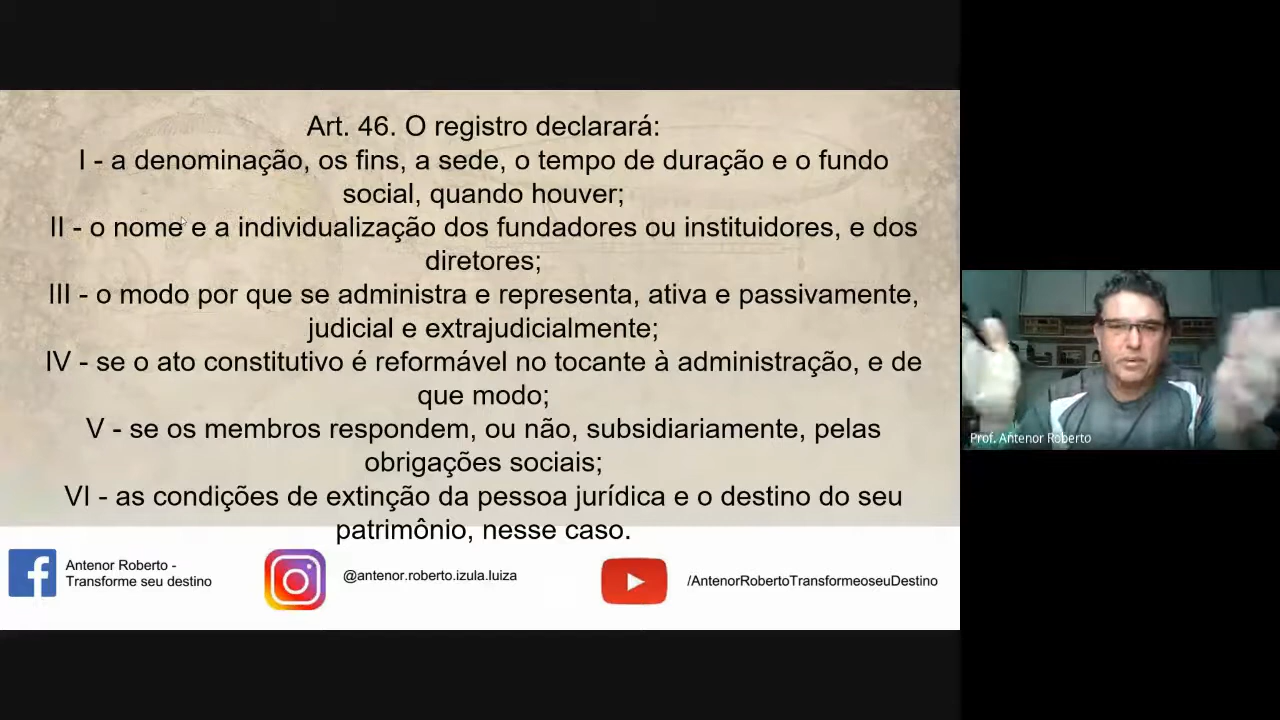 Art. 46. O registro declarará:
I - a denominação, os fins, a sede, o tempo de duração e o fundo
social, quando houver;
II - o nome e a individualização dos fundadores ou instituidores, e dos
diretores;
III - o modo por que se administra e representa, ativa e passivamente,
judicial e extrajudicialmente;
IV - se o ato constitutivo é reformável no tocante à administração, e de
que modo;
V - se os membros respondem, ou não, subsidiariamente, pelas
obrigações sociais;
VI - as condições de extinção da pessoa jurídica e o destino do seu
patrimônio, nesse caso.
Antenor Roberto -
Transforme seu destino
@antenor.roberto.izula.luiza
/AntenorRobertoTransformeoseuDestino
Prof. Antenor Roberto